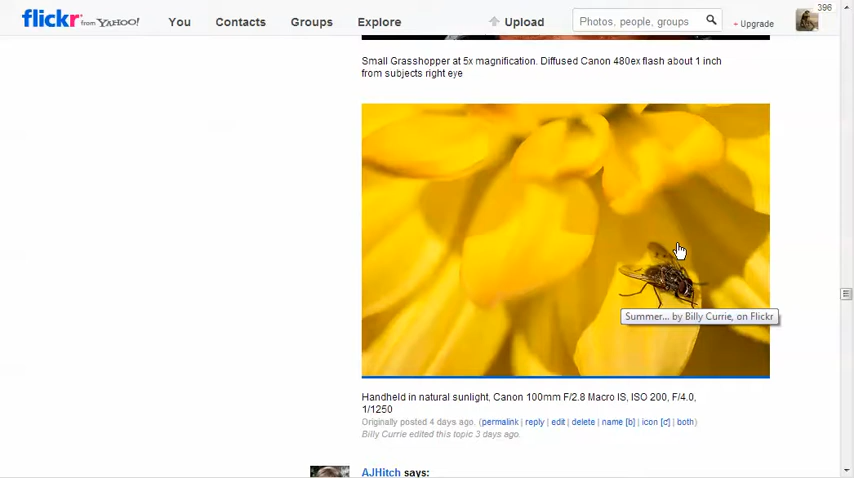 flickr from YAHOO! You Contacts Groups Explore Upload Photos, people, groups + Upgrade 396
Small Grasshopper at 5x magnification. Diffused Canon 480ex flash about 1 inch
from subjects right eye
Summer... by Billy Currie, on Flickr
Handheld in natural sunlight, Canon 100mm F/2.8 Macro IS, ISO 200, F/4.0,
1/1250
Originally posted 4 days ago. (permalink | reply | edit | delete | name [b] | icon [c] | both)
Billy Currie edited this topic 3 days ago.
AJHitch says: